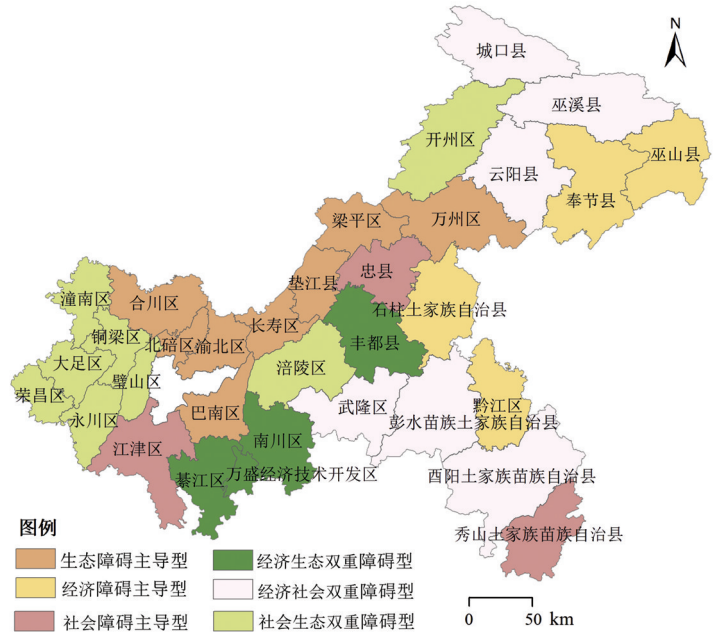 N
城口县
巫溪县
开州区
云阳县
巫山县
奉节县
梁平区
万州区
垫江县
忠县
潼南区
合川区
石柱土家族自治县
长寿区
铜梁区
北碚区
渝北区
丰都县
大足区
涪陵区
荣昌区
璧山区
永川区
巴南区
武隆区
黔江区
彭水苗族土家族自治县
江津区
南川区
綦江区
万盛经济技术开发区
酉阳土家族苗族自治县
秀山土家族苗族自治县
图例
生态障碍主导型
经济生态双重障碍型
经济障碍主导型
经济社会双重障碍型
社会障碍主导型
社会生态双重障碍型
0 50 km